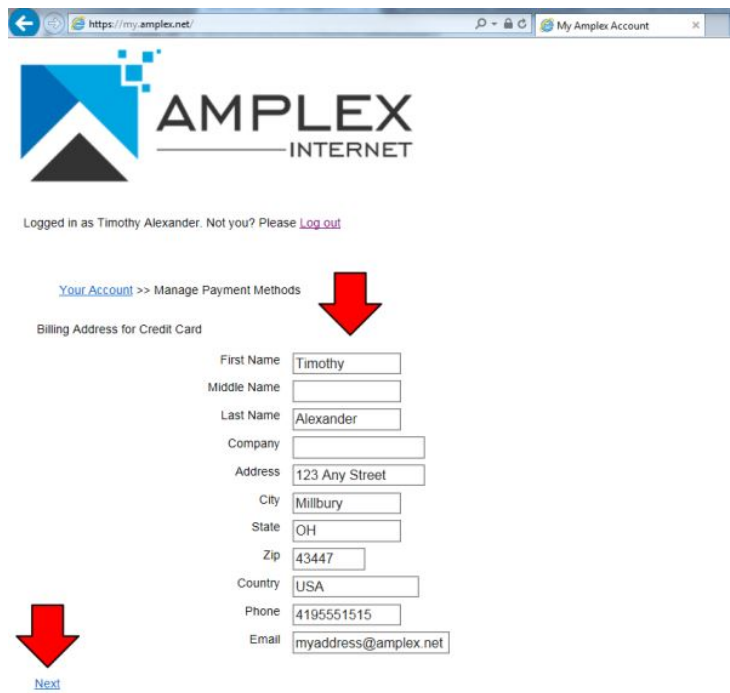 https://my.amplex.net/
My Amplex Account
AMPLEX
INTERNET
Logged in as Timothy Alexander. Not you? Please Log out
Your Account >> Manage Payment Methods
Billing Address for Credit Card
First Name Timothy
Middle Name
Last Name Alexander
Company
Address 123 Any Street
City Millbury
State OH
Zip 43447
Country USA
Phone 4195551515
Email myaddress@amplex.net
Next